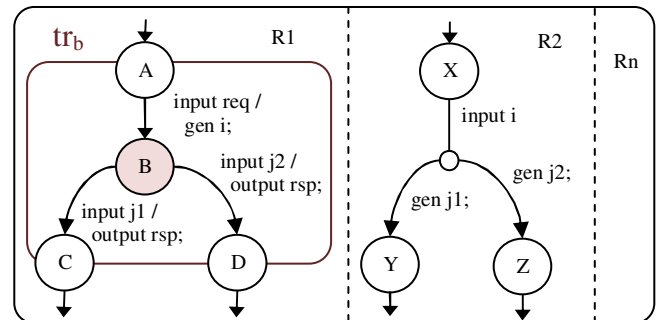 tr_b
R1
R2
Rn
A
input req /
gen i;
B
input j1 /
output rsp;
input j2 /
output rsp;
C
D
X
input i
gen j1;
gen j2;
Y
Z